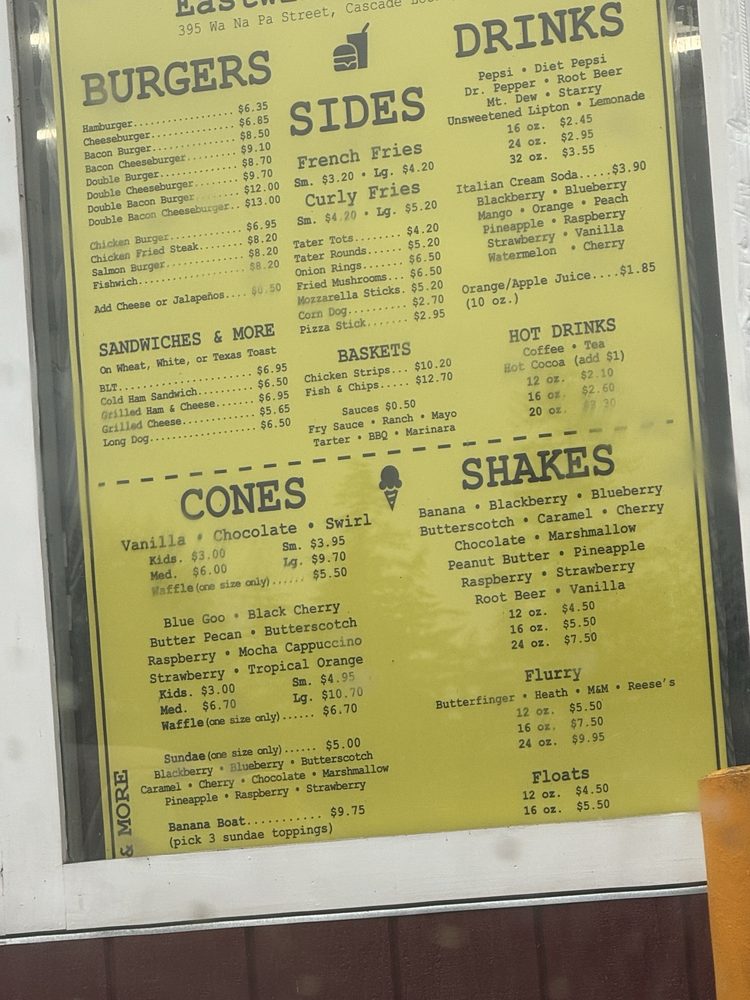 395 Wa Na Pa Street, Cascade
BURGERS
Hamburger................. $6.35
Cheeseburger.............. $6.85
Bacon Burger.............. $8.50
Bacon Cheeseburger........ $9.10
Double Burger............. $8.70
Double Cheeseburger....... $9.70
Double Bacon Burger...... $12.00
Double Bacon Cheeseburger.. $13.00
Chicken Burger............ $6.95
Chicken Fried Steak....... $8.20
Salmon Burger............. $8.20
Fishwich.................. $8.20
Add Cheese or Jalapeños.... $0.50
SANDWICHES & MORE
On Wheat, White, or Texas Toast
BLT....................... $6.95
Cold Ham Sandwich......... $6.50
Grilled Ham & Cheese...... $6.95
Grilled Cheese............ $5.65
Long Dog.................. $6.50
SIDES
French Fries
Sm. $3.20 • Lg. $4.20
Curly Fries
Sm. $4.20 • Lg. $5.20
Tater Tots........ $4.20
Tater Rounds...... $5.20
Onion Rings....... $6.50
Fried Mushrooms... $6.50
Mozzarella Sticks. $5.20
Corn Dog.......... $2.70
Pizza Stick....... $2.95
BASKETS
Chicken Strips... $10.20
Fish & Chips..... $12.70
Sauces $0.50
Fry Sauce • Ranch • Mayo
Tarter • BBQ • Marinara
DRINKS
Pepsi • Diet Pepsi
Dr. Pepper • Root Beer
Mt. Dew • Starry
Unsweetened Lipton • Lemonade
16 oz. $2.45
24 oz. $2.95
32 oz. $3.55
Italian Cream Soda.....$3.90
Blackberry • Blueberry
Mango • Orange • Peach
Pineapple • Raspberry
Strawberry • Vanilla
Watermelon • Cherry
Orange/Apple Juice....$1.85
(10 oz.)
HOT DRINKS
Coffee • Tea
Hot Cocoa (add $1)
12 oz. $2.10
16 oz. $2.60
20 oz. $3.30
CONES
Vanilla • Chocolate • Swirl
Kids. $3.00 Sm. $3.95
Med. $6.00 Lg. $9.70
Waffle (one size only)...... $5.50
Blue Goo • Black Cherry
Butter Pecan • Butterscotch
Raspberry • Mocha Cappuccino
Strawberry • Tropical Orange
Kids. $3.00 Sm. $4.95
Med. $6.70 Lg. $10.70
Waffle (one size only)...... $6.70
Sundae (one size only)...... $5.00
Blackberry • Blueberry • Butterscotch
Caramel • Cherry • Chocolate • Marshmallow
Pineapple • Raspberry • Strawberry
Banana Boat........... $9.75
(pick 3 sundae toppings)
& MORE
SHAKES
Banana • Blackberry • Blueberry
Butterscotch • Caramel • Cherry
Chocolate • Marshmallow
Peanut Butter • Pineapple
Raspberry • Strawberry
Root Beer • Vanilla
12 oz. $4.50
16 oz. $5.50
24 oz. $7.50
Flurry
Butterfinger • Heath • M&M • Reese's
12 oz. $5.50
16 oz. $7.50
24 oz. $9.95
Floats
12 oz. $4.50
16 oz. $5.50